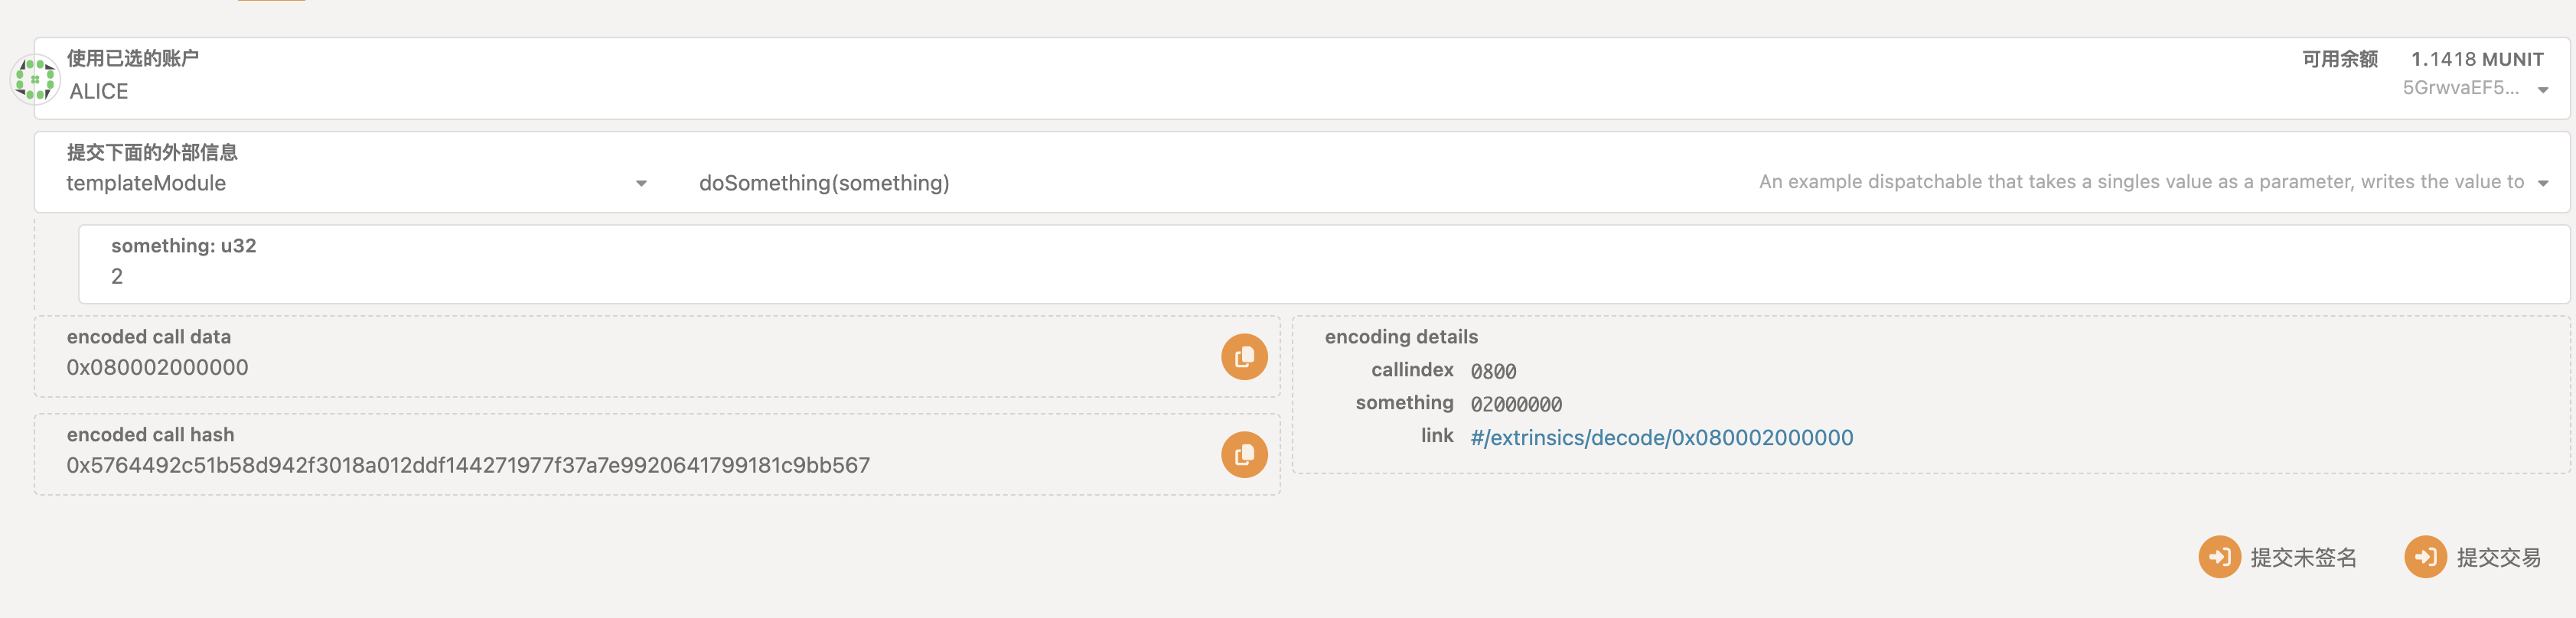 使用已选的账户
ALICE
可用余额 1.1418 MUNIT
5GrwvaEF5...
提交下面的外部信息
templateModule
doSomething(something)
An example dispatchable that takes a singles value as a parameter, writes the value to
something: u32
2
encoded call data
0x080002000000
encoded call hash
0x5764492c51b58d942f3018a012ddf144271977f37a7e9920641799181c9bb567
encoding details
callindex 0800
something 02000000
link #/extrinsics/decode/0x080002000000
提交未签名
提交交易